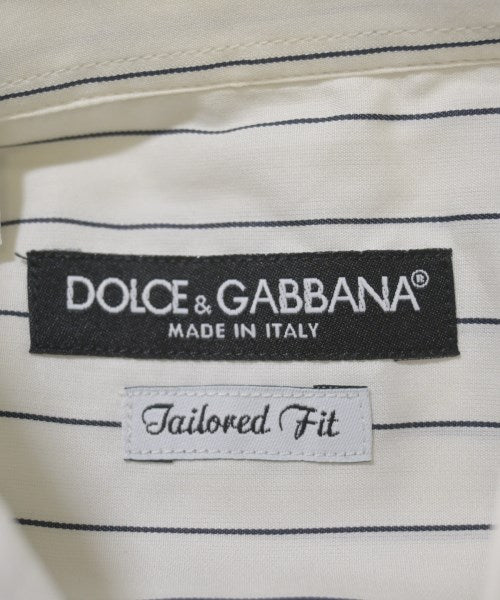 DOLCE & GABBANA®
MADE IN ITALY
Tailored Fit